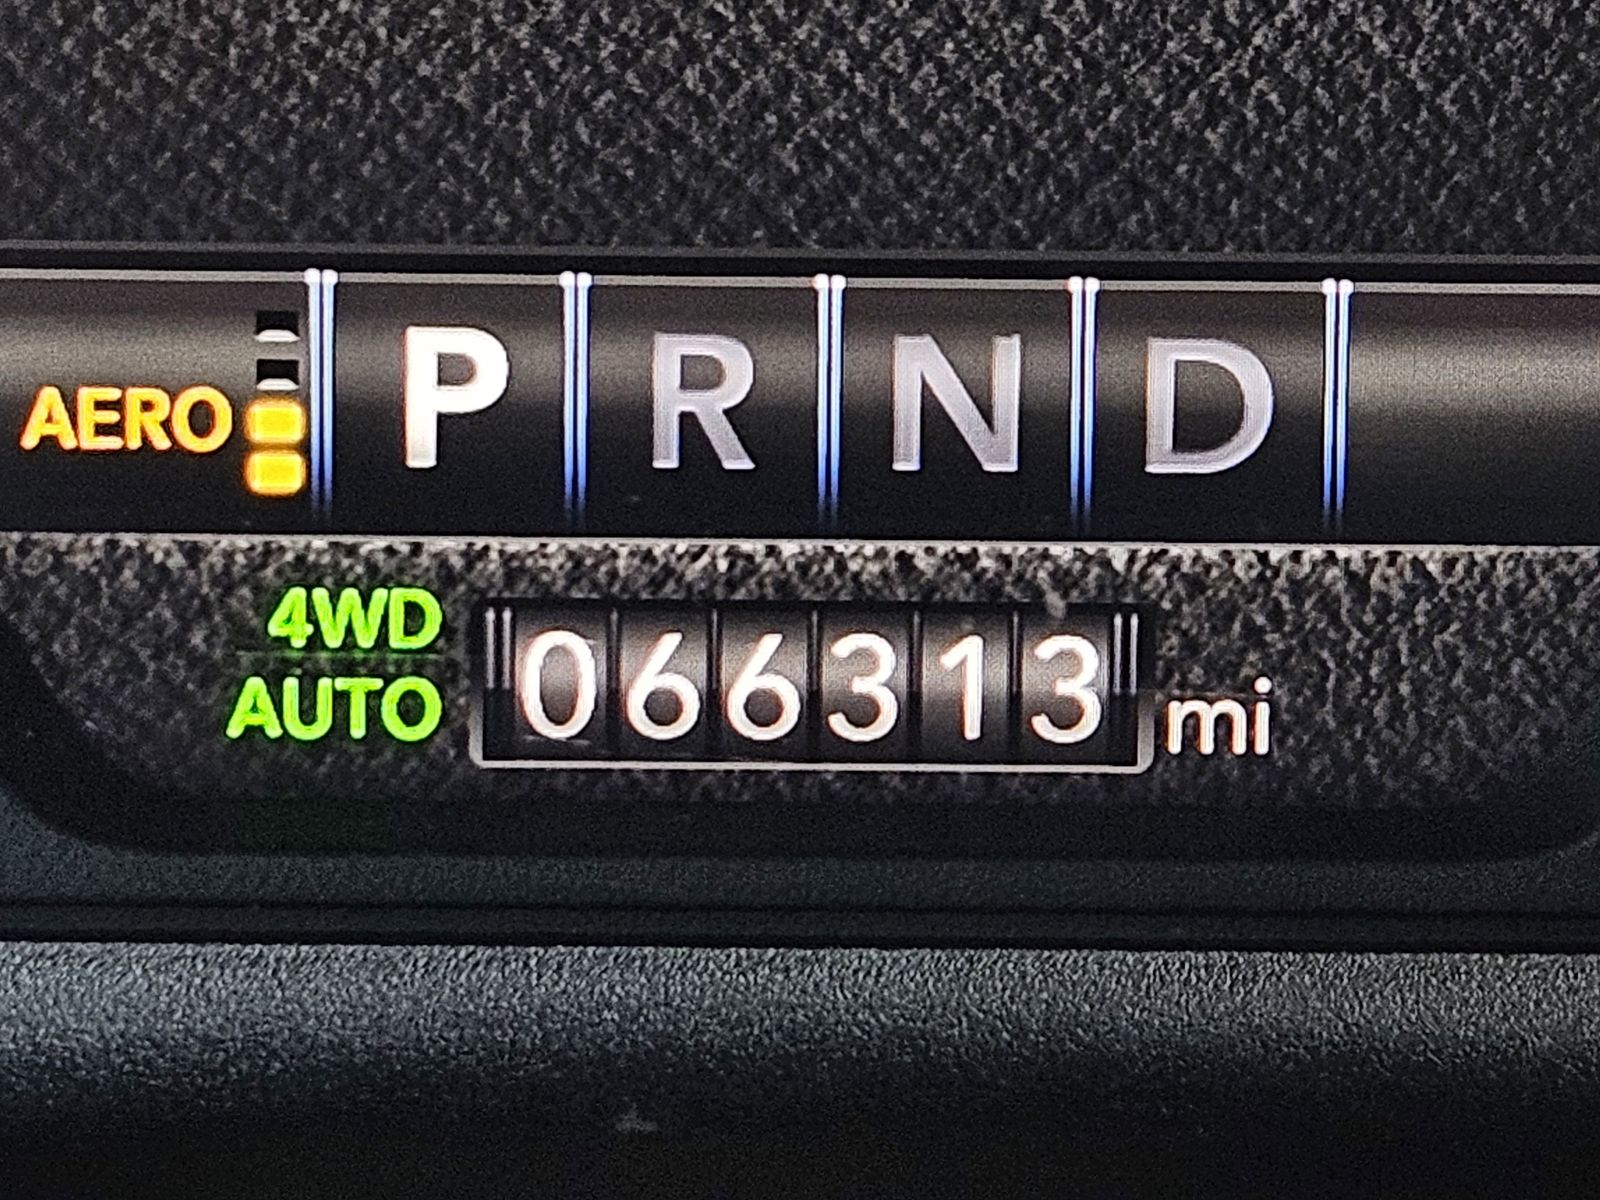 AERO P R N D
4WD
AUTO
066313 mi